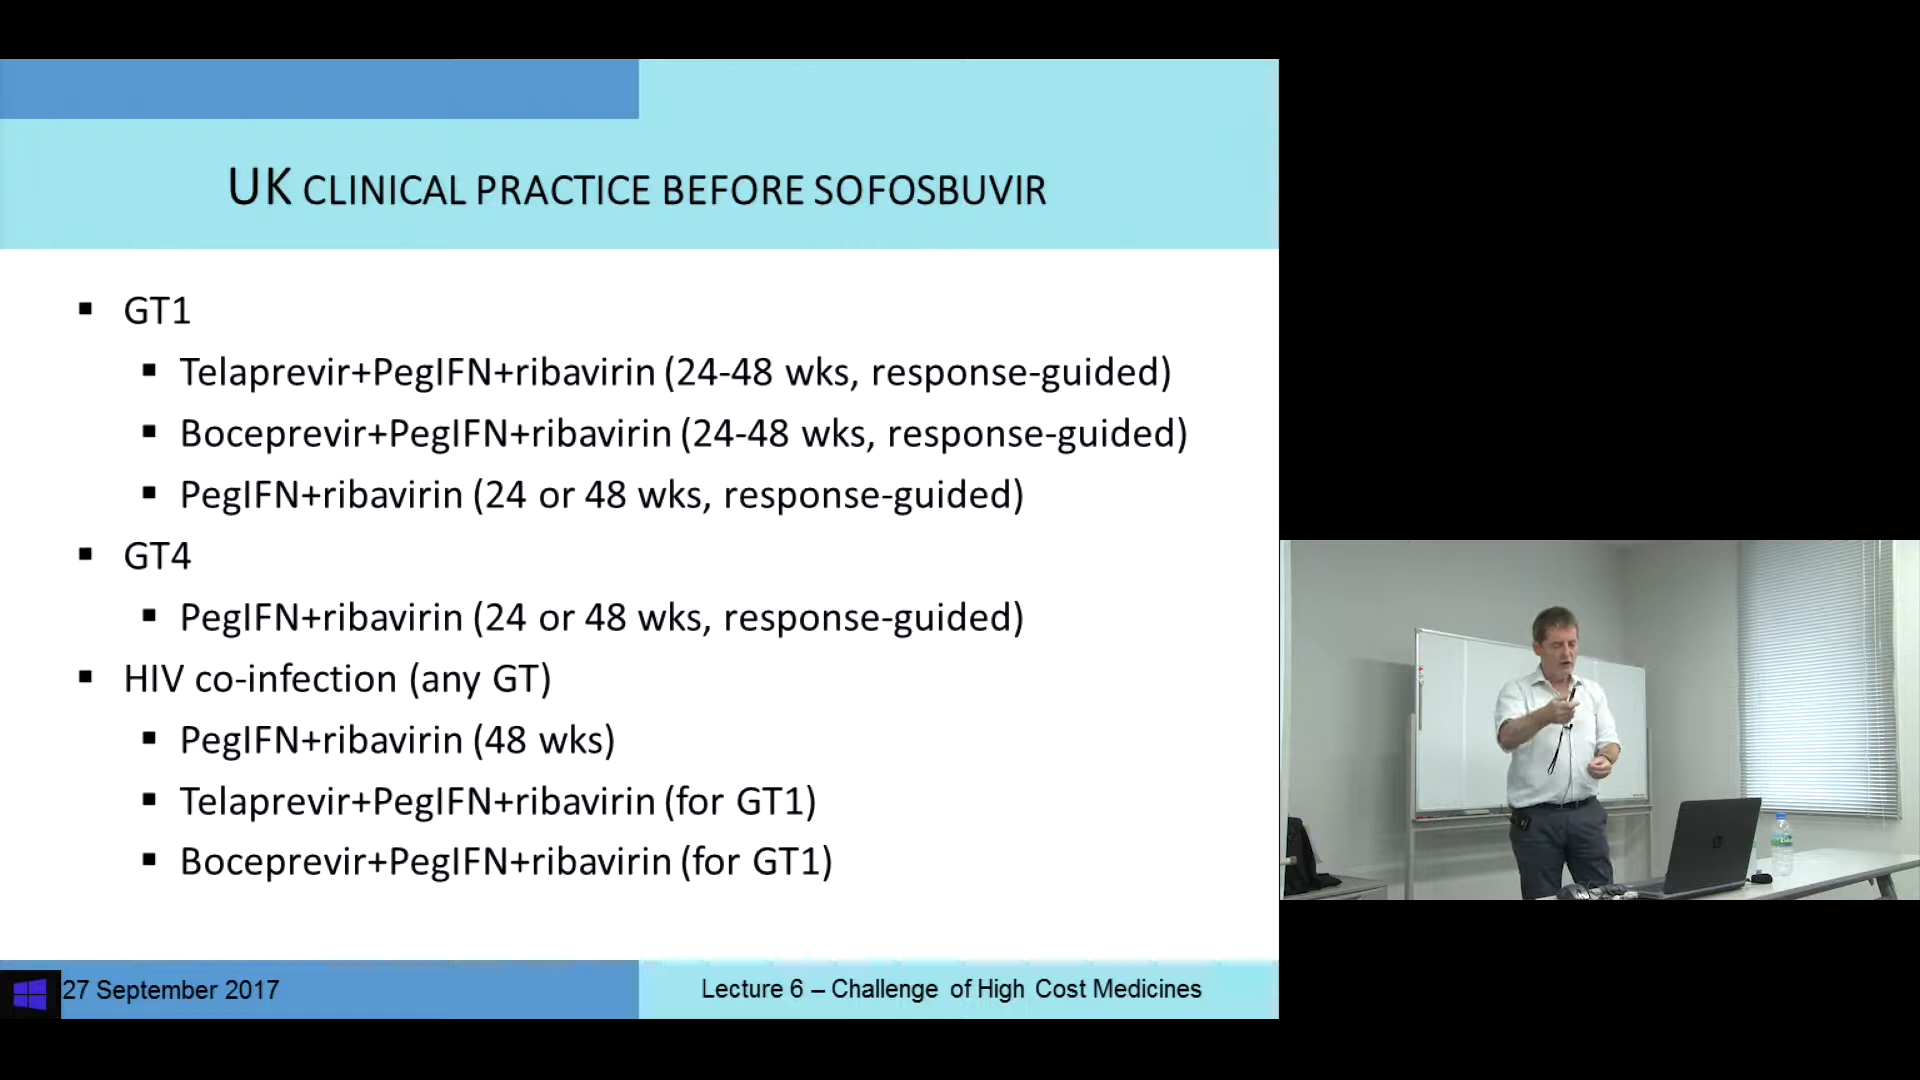 UK CLINICAL PRACTICE BEFORE SOFOSBUVIR
▪ GT1
▪ Telaprevir+PegIFN+ribavirin (24-48 wks, response-guided)
▪ Boceprevir+PegIFN+ribavirin (24-48 wks, response-guided)
▪ PegIFN+ribavirin (24 or 48 wks, response-guided)
▪ GT4
▪ PegIFN+ribavirin (24 or 48 wks, response-guided)
▪ HIV co-infection (any GT)
▪ PegIFN+ribavirin (48 wks)
▪ Telaprevir+PegIFN+ribavirin (for GT1)
▪ Boceprevir+PegIFN+ribavirin (for GT1)
27 September 2017
Lecture 6 – Challenge of High Cost Medicines